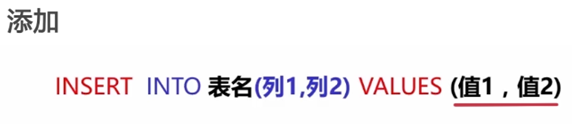 添加
INSERT INTO 表名(列1,列2) VALUES (值1，值2)